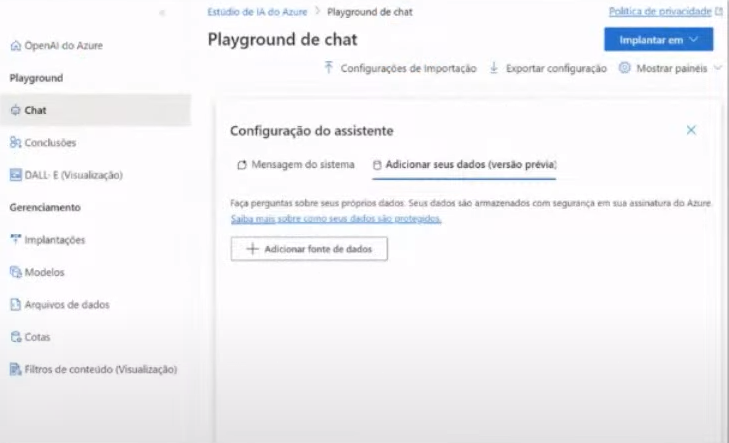 Estúdio de IA do Azure > Playground de chat
Política de privacidade
OpenAI do Azure
Playground de chat
Implantar em
Configurações de Importação
Exportar configuração
Mostrar painéis
Playground
Chat
Conclusões
DALL·E (Visualização)
Gerenciamento
Implantações
Modelos
Arquivos de dados
Cotas
Filtros de conteúdo (Visualização)
Configuração do assistente
Mensagem do sistema
Adicionar seus dados (versão prévia)
Faça perguntas sobre seus próprios dados. Seus dados são armazenados com segurança em sua assinatura do Azure.
Saiba mais sobre como seus dados são protegidos.
Adicionar fonte de dados